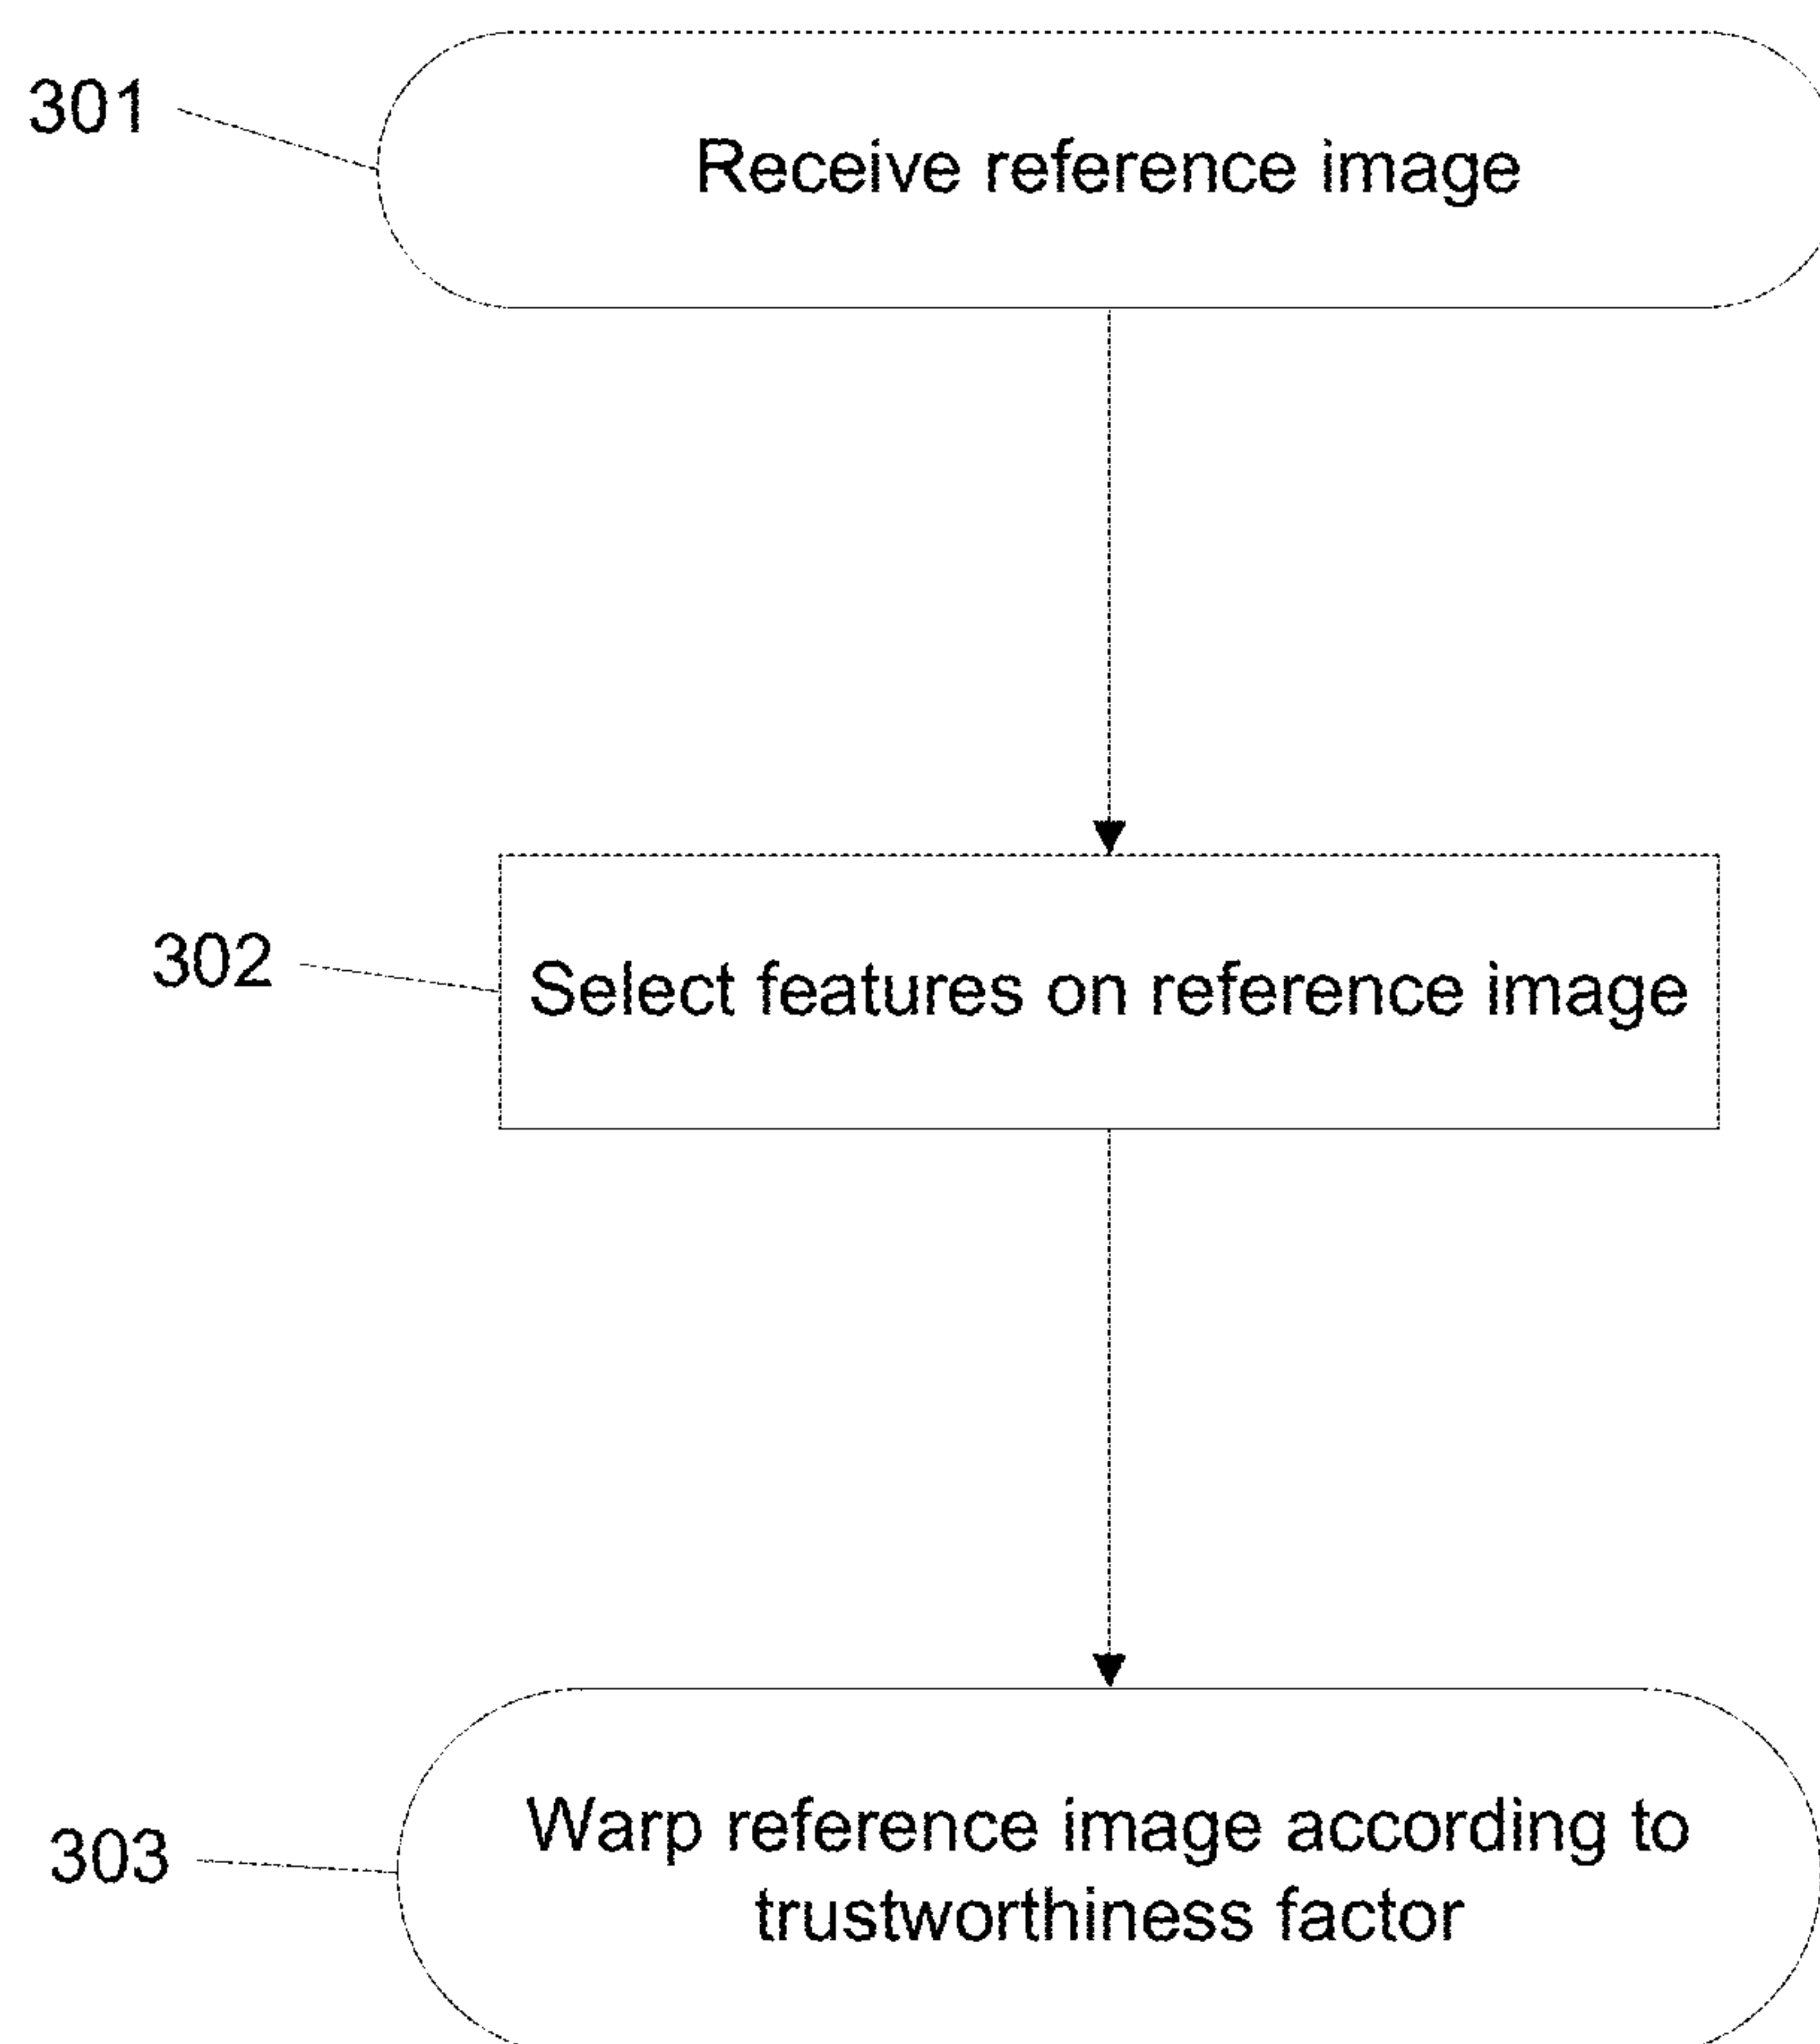 301
Receive reference image
302
Select features on reference image
303
Warp reference image according to
trustworthiness factor